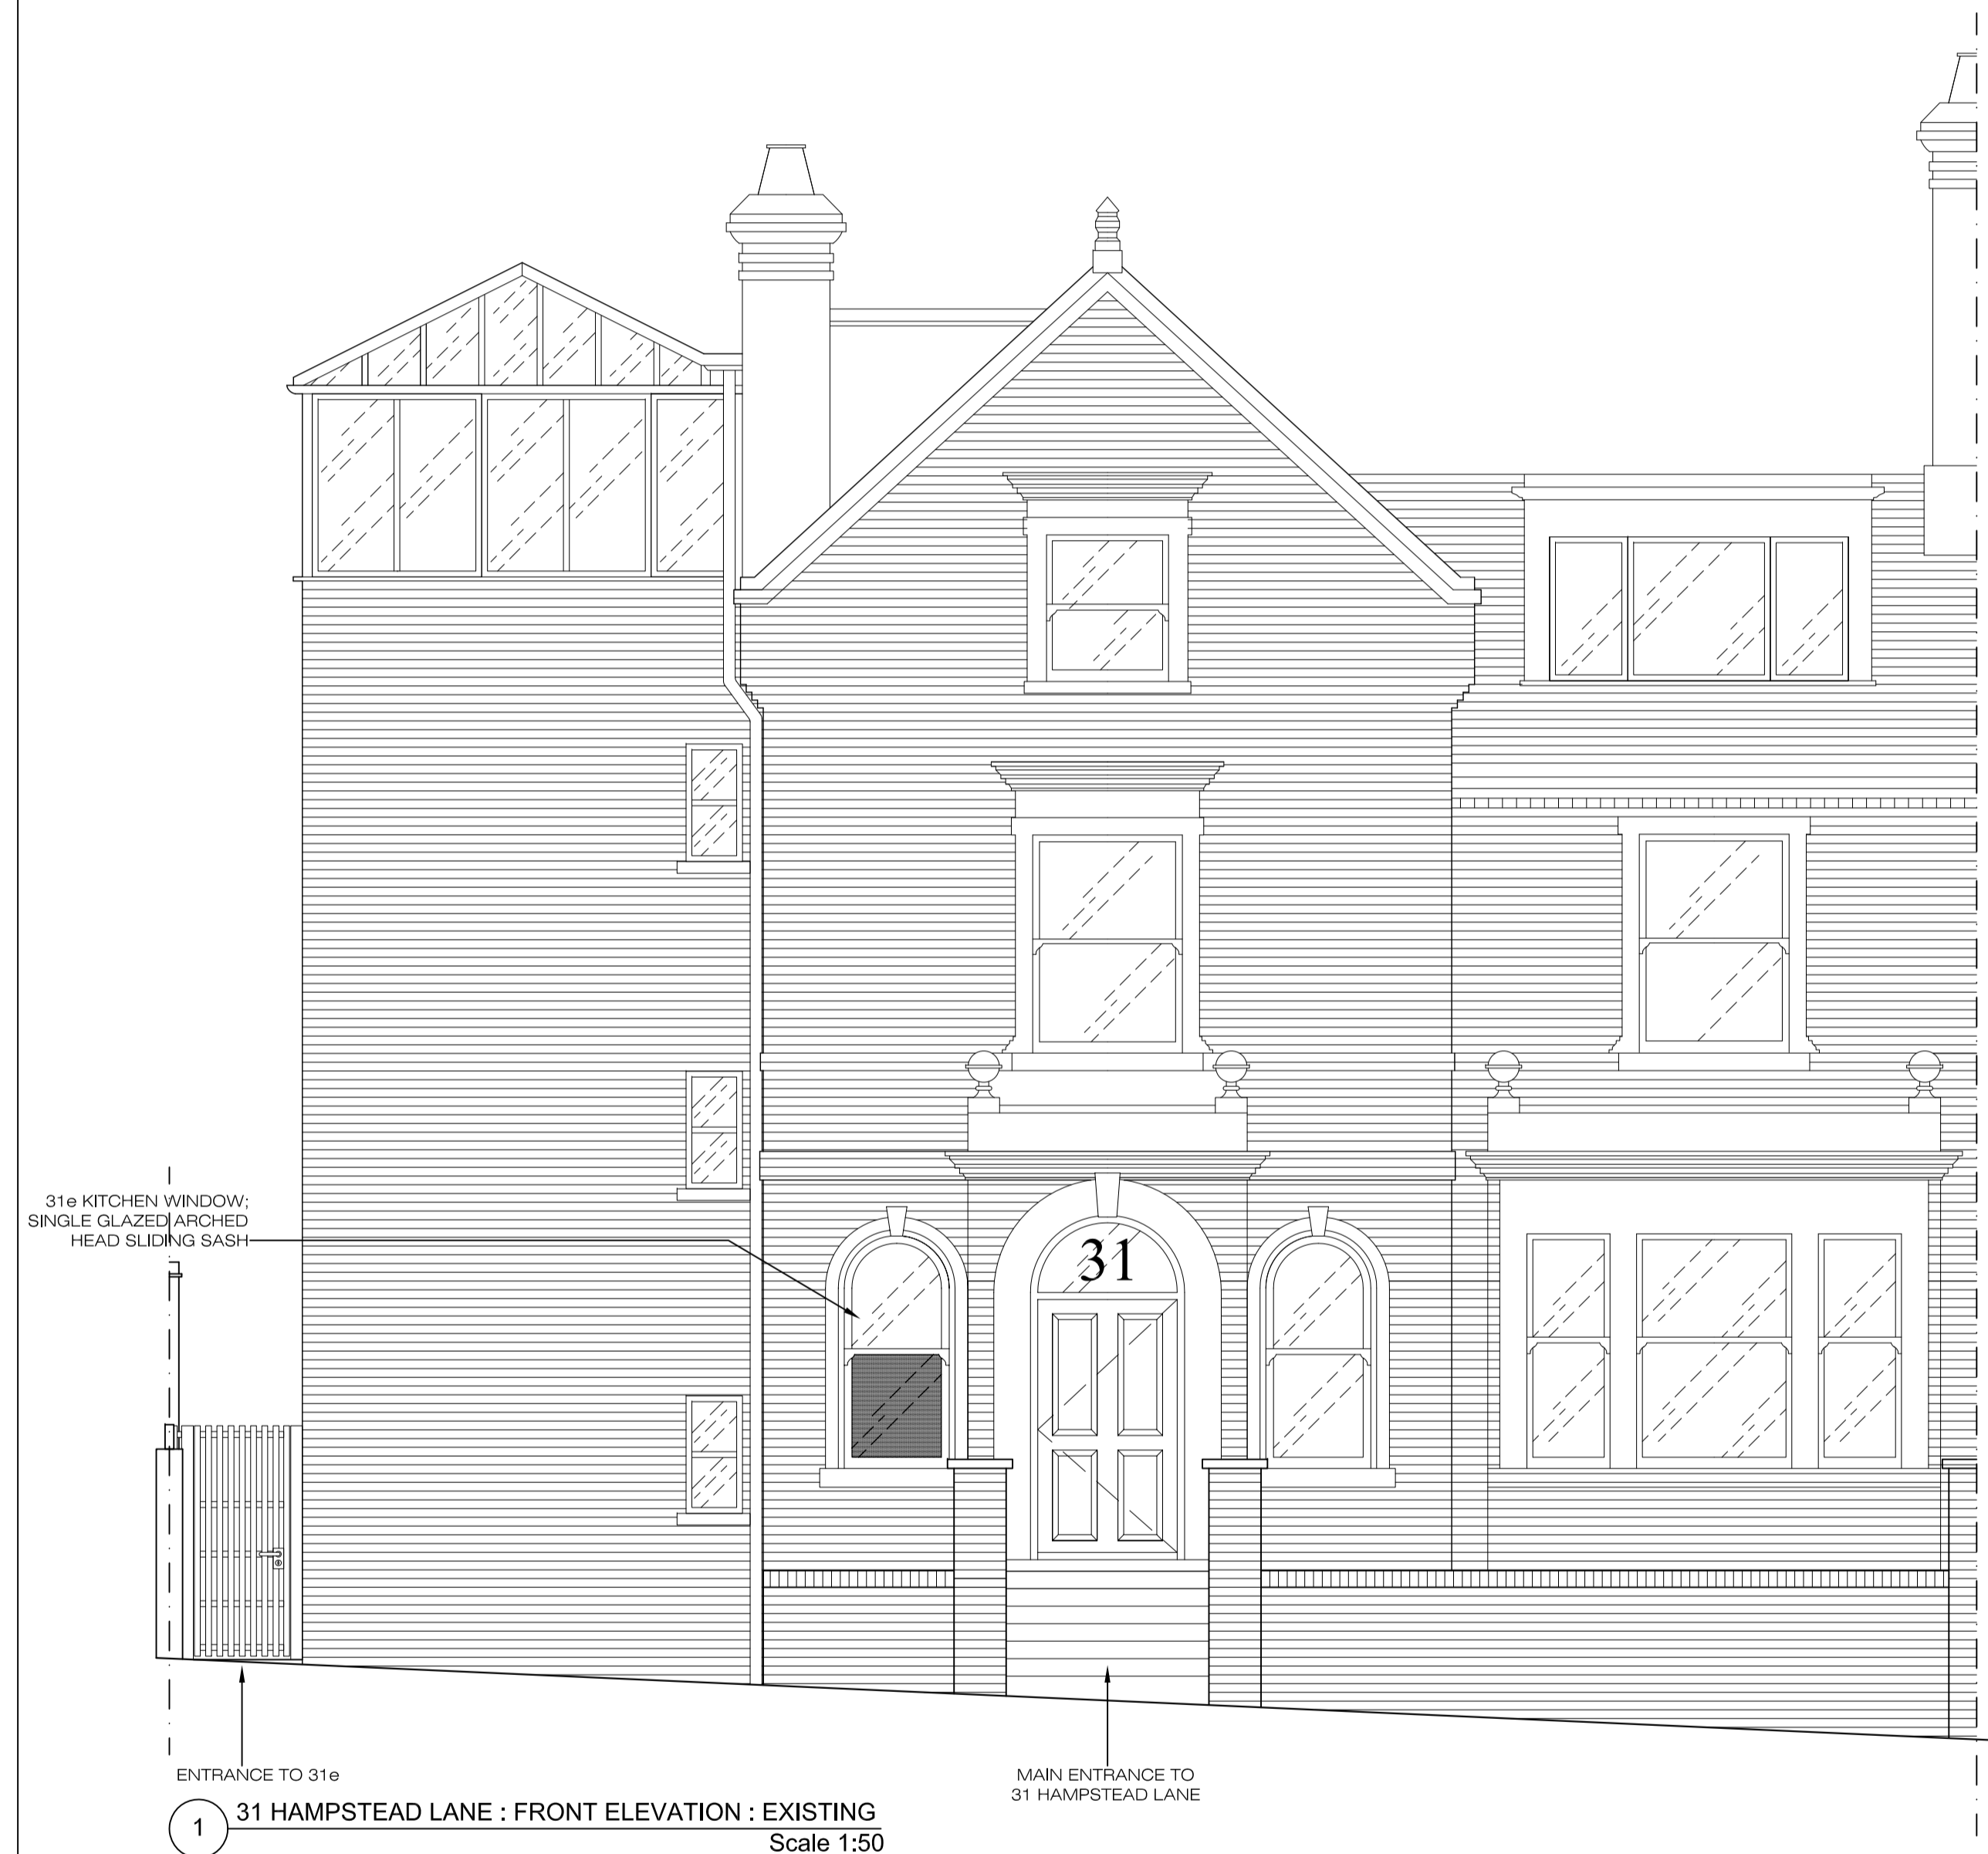 31e KITCHEN WINDOW;
SINGLE GLAZED ARCHED
HEAD SLIDING SASH
31
ENTRANCE TO 31e
MAIN ENTRANCE TO
31 HAMPSTEAD LANE
1
31 HAMPSTEAD LANE : FRONT ELEVATION : EXISTING
Scale 1:50